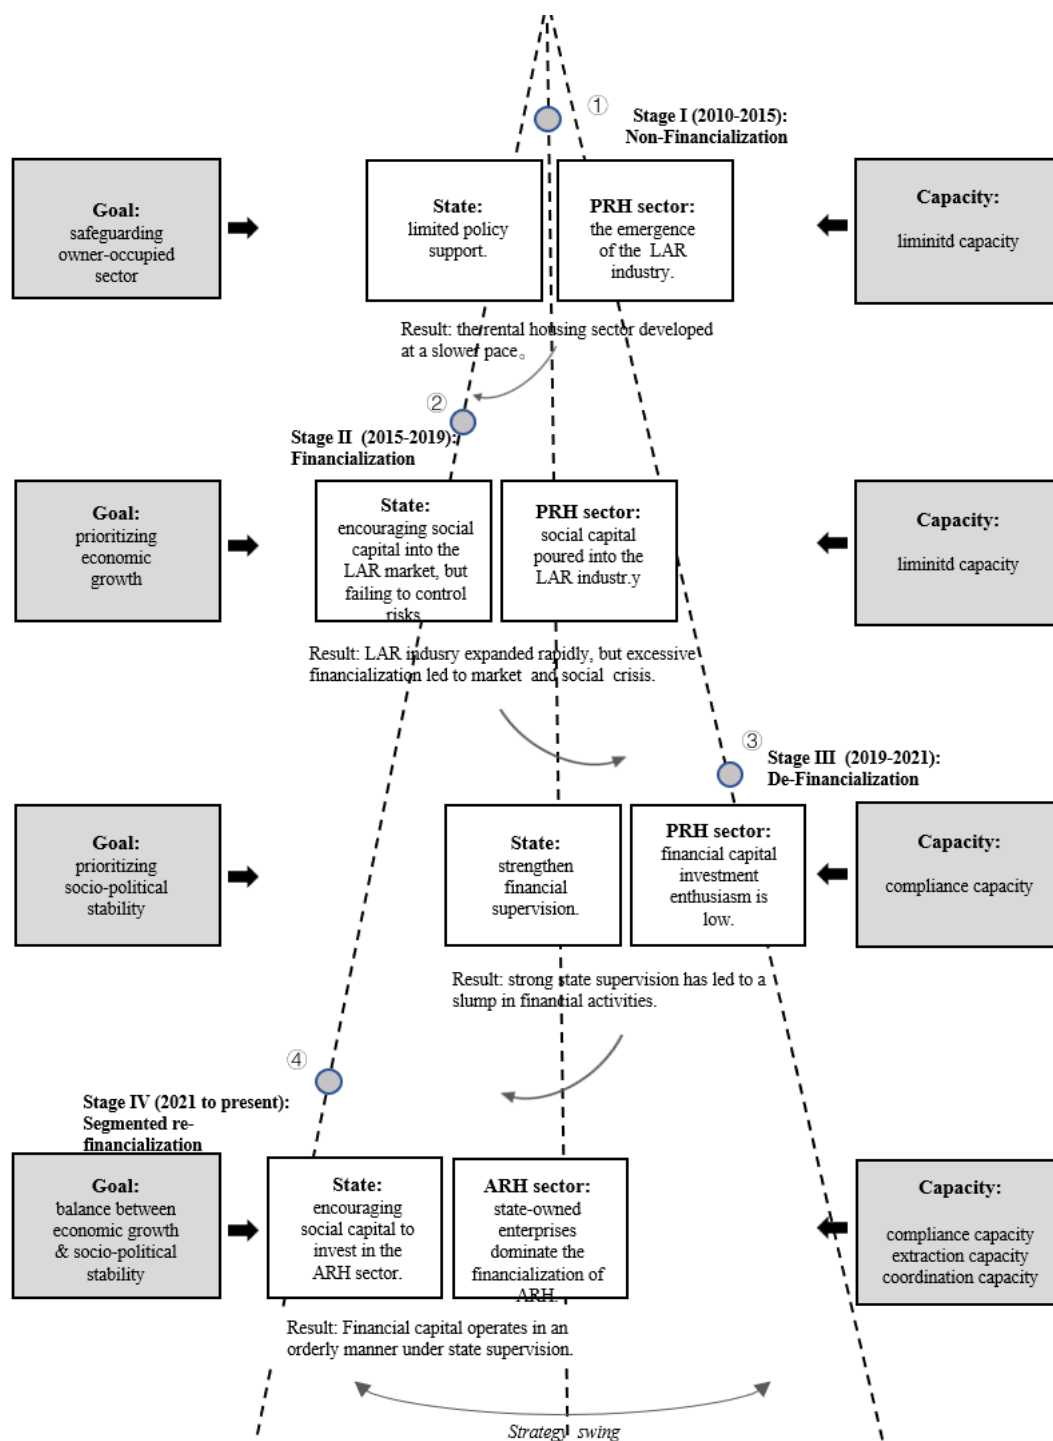 ①
Stage I (2010-2015):
Non-Financialization
Goal:
safeguarding
owner-occupied
sector
State:
limited policy
support.
PRH sector:
the emergence
of the LAR
industry.
Capacity:
liminitd capacity
Result: the rental housing sector developed
at a slower pace。
②
Stage II (2015-2019):
Financialization
Goal:
prioritizing
economic
growth
State:
encouraging social
capital into the
LAR market, but
failing to control
risks.
PRH sector:
social capital
poured into the
LAR industr.y
Capacity:
liminitd capacity
Result: LAR indusry expanded rapidly, but excessive
financialization led to market and social crisis.
③
Stage III (2019-2021):
De-Financialization
Goal:
prioritizing
socio-political
stability
State:
strengthen
financial
supervision.
PRH sector:
financial capital
investment
enthusiasm is
low.
Capacity:
compliance capacity
Result: strong state supervision has led to a
slump in financial activities.
④
Stage IV (2021 to present):
Segmented re-
financialization
Goal:
balance between
economic growth
& socio-political
stability
State:
encouraging
social capital to
invest in the
ARH sector.
ARH sector:
state-owned
enterprises
dominate the
financialization of
ARH.
Capacity:
compliance capacity
extraction capacity
coordination capacity
Result: Financial capital operates in an
orderly manner under state supervision.
Strategy swing